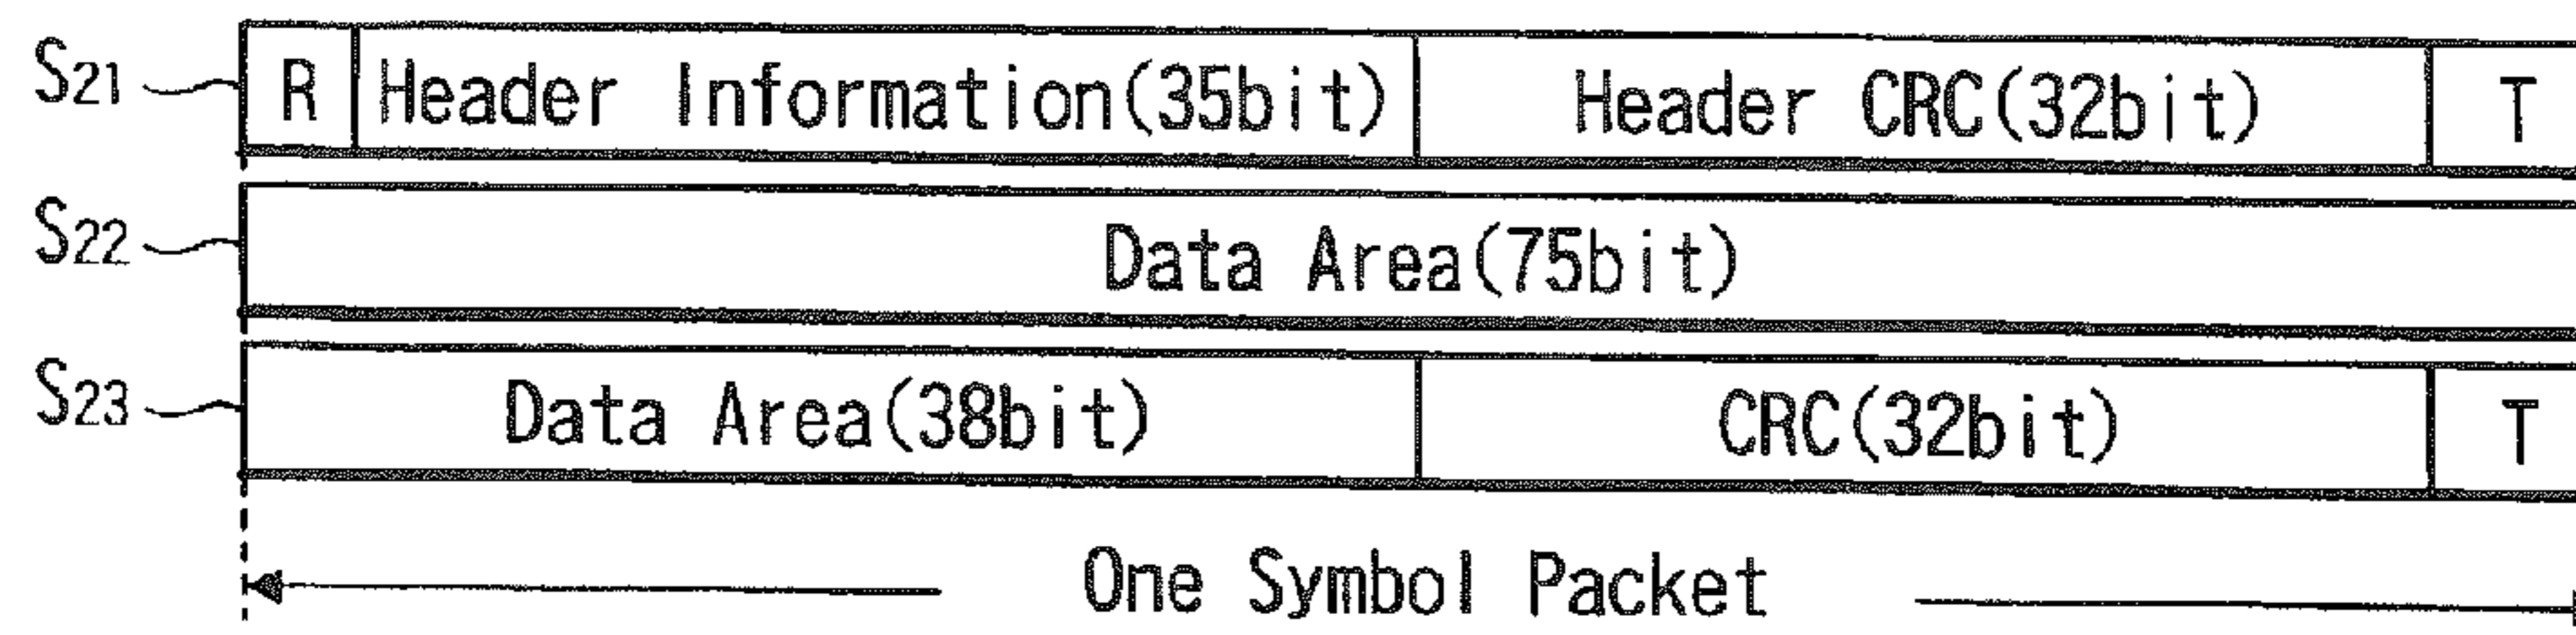 S21 R Header Information(35bit) Header CRC(32bit) T
S22 Data Area(75bit)
S23 Data Area(38bit) CRC(32bit) T
One Symbol Packet